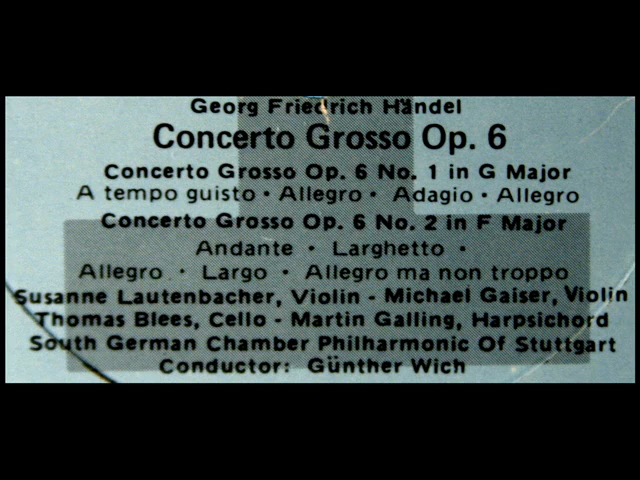 Georg Friedrich Händel
Concerto Grosso Op. 6
Concerto Grosso Op. 6 No. 1 in G Major
A tempo guisto · Allegro · Adagio · Allegro
Concerto Grosso Op. 6 No. 2 in F Major
Andante · Larghetto ·
Allegro · Largo · Allegro ma non troppo
Susanne Lautenbacher, Violin - Michael Gaiser, Violin
Thomas Blees, Cello - Martin Galling, Harpsichord
South German Chamber Philharmonic Of Stuttgart
Conductor: Günther Wich